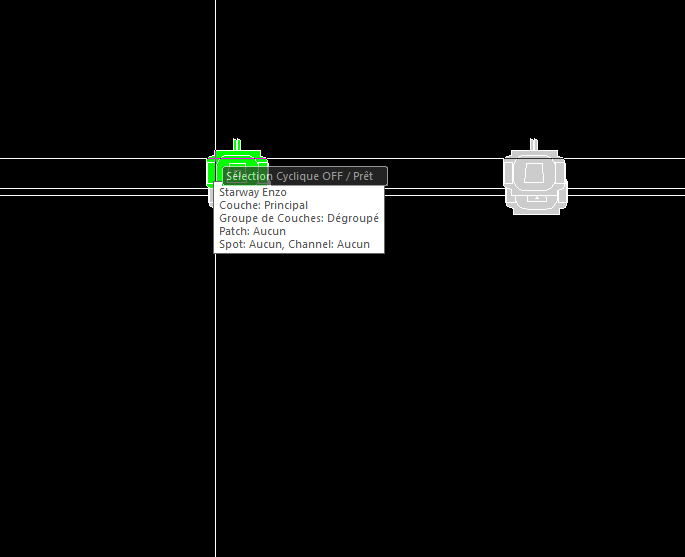 Sélection Cyclique OFF / Prêt
Starway Enzo
Couche: Principal
Groupe de Couches: Dégroupé
Patch: Aucun
Spot: Aucun, Channel: Aucun